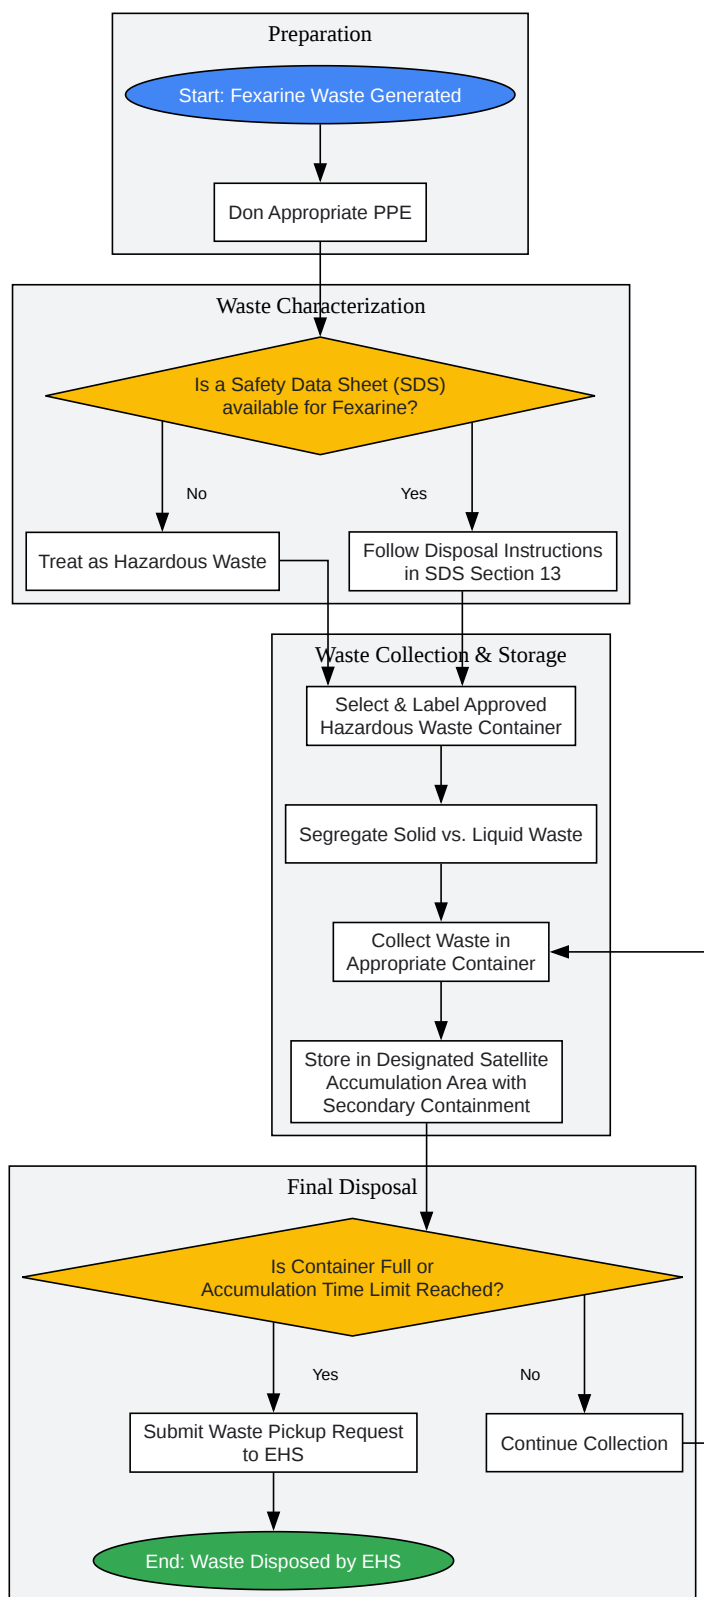 Preparation
Start: Fexarine Waste Generated
Don Appropriate PPE
Waste Characterization
Is a Safety Data Sheet (SDS)
available for Fexarine?
No
Yes
Treat as Hazardous Waste
Follow Disposal Instructions
in SDS Section 13
Waste Collection & Storage
Select & Label Approved
Hazardous Waste Container
Segregate Solid vs. Liquid Waste
Collect Waste in
Appropriate Container
Store in Designated Satellite
Accumulation Area with
Secondary Containment
Final Disposal
Is Container Full or
Accumulation Time Limit Reached?
Yes
No
Submit Waste Pickup Request
to EHS
Continue Collection
End: Waste Disposed by EHS